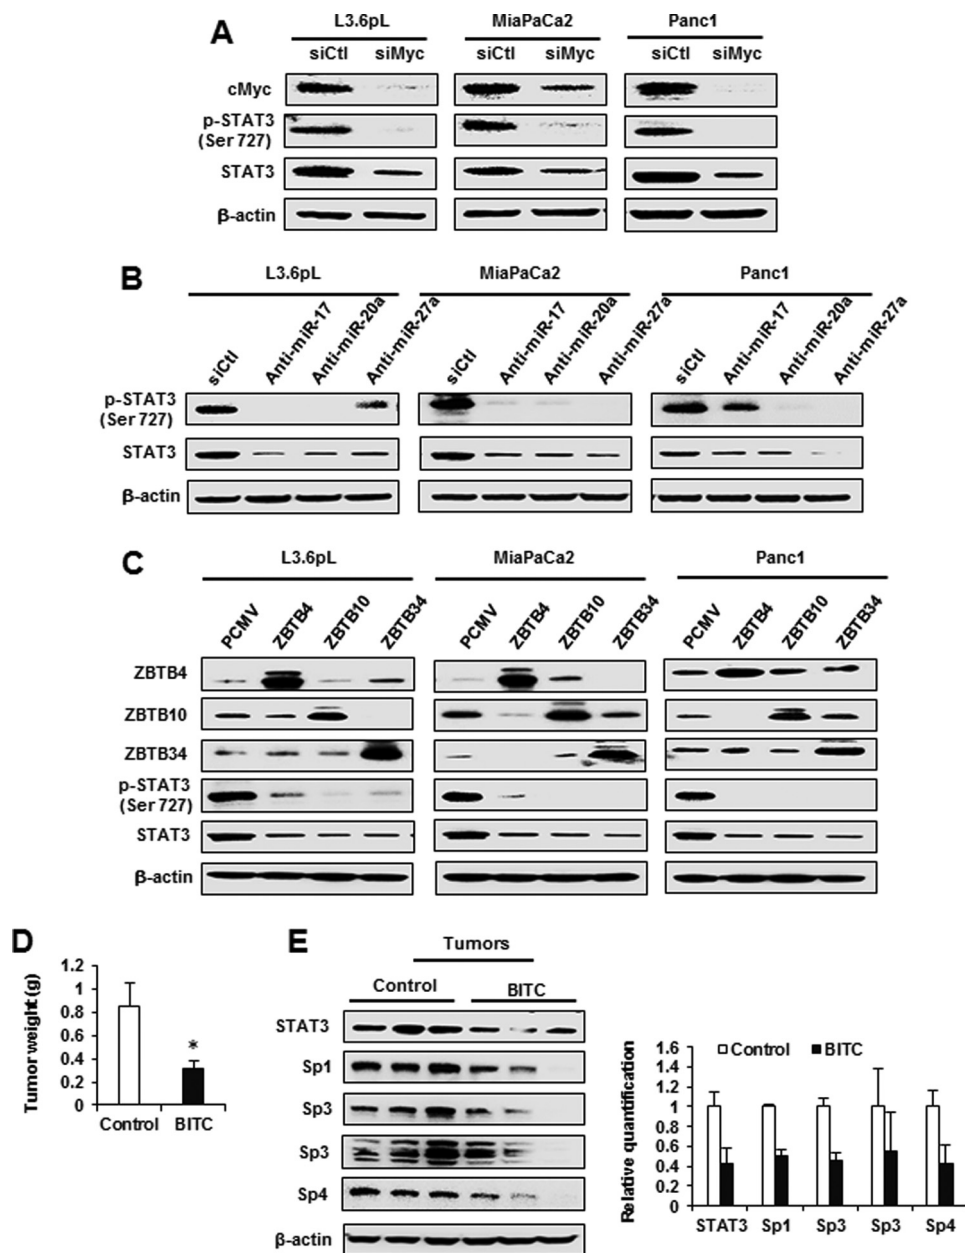 A
L3.6pL MiaPaCa2 Panc1
siCtl siMyc siCtl siMyc siCtl siMyc
cMyc
p-STAT3
(Ser 727)
STAT3
β-actin
B
L3.6pL MiaPaCa2 Panc1
siCtl Anti-miR-17 Anti-miR-20a Anti-miR-27a siCtl Anti-miR-17 Anti-miR-20a Anti-miR-27a siCtl Anti-miR-17 Anti-miR-20a Anti-miR-27a
p-STAT3
(Ser 727)
STAT3
β-actin
C
L3.6pL MiaPaCa2 Panc1
PCMV ZBTB4 ZBTB10 ZBTB34 PCMV ZBTB4 ZBTB10 ZBTB34 PCMV ZBTB4 ZBTB10 ZBTB34
ZBTB4
ZBTB10
ZBTB34
p-STAT3
(Ser 727)
STAT3
β-actin
D
Tumor weight (g)
1.2
1
0.8
0.6
0.4
0.2
0
*
Control BITC
E
Tumors
Control BITC
STAT3
Sp1
Sp3
Sp3
Sp4
β-actin
Relative quantification
1.6
1.4
1.2
1
0.8
0.6
0.4
0.2
0
Control BITC
STAT3 Sp1 Sp3 Sp3 Sp4